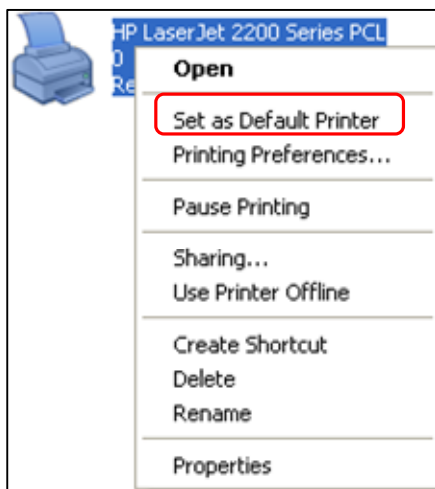 HP LaserJet 2200 Series PCL
0
Re
Open
Set as Default Printer
Printing Preferences...
Pause Printing
Sharing...
Use Printer Offline
Create Shortcut
Delete
Rename
Properties